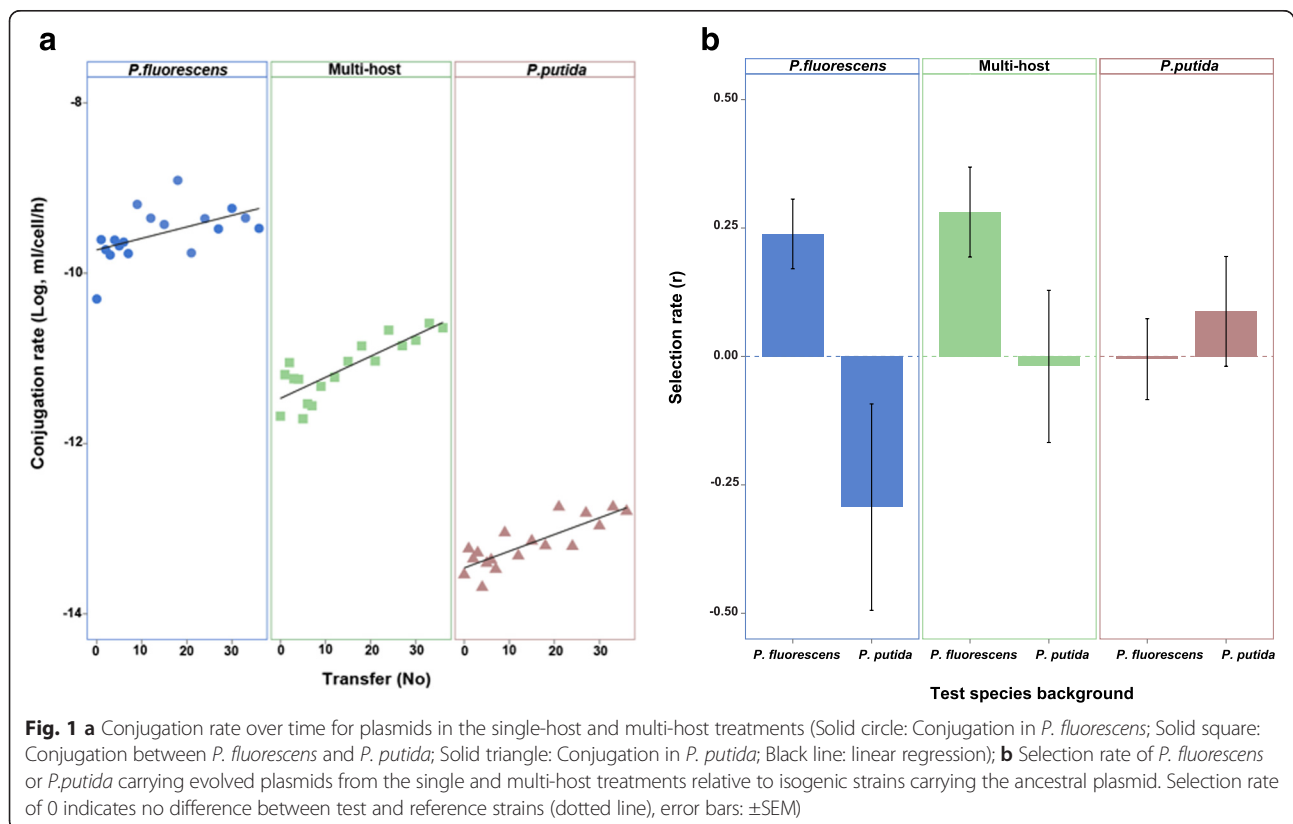 a
P.fluorescens Multi-host P.putida
Conjugation rate (Log, ml/cell/h)
-8
-10
-12
-14
0 10 20 30 0 10 20 30 0 10 20 30
Transfer (No)
b
P.fluorescens Multi-host P.putida
Selection rate (r)
0.50
0.25
0.00
-0.25
-0.50
P. fluorescens P. putida P. fluorescens P. putida P. fluorescens P. putida
Test species background
Fig. 1 a Conjugation rate over time for plasmids in the single-host and multi-host treatments (Solid circle: Conjugation in P. fluorescens; Solid square:
Conjugation between P. fluorescens and P. putida; Solid triangle: Conjugation in P. putida; Black line: linear regression); b Selection rate of P. fluorescens
or P.putida carrying evolved plasmids from the single and multi-host treatments relative to isogenic strains carrying the ancestral plasmid. Selection rate
of 0 indicates no difference between test and reference strains (dotted line), error bars: ±SEM)